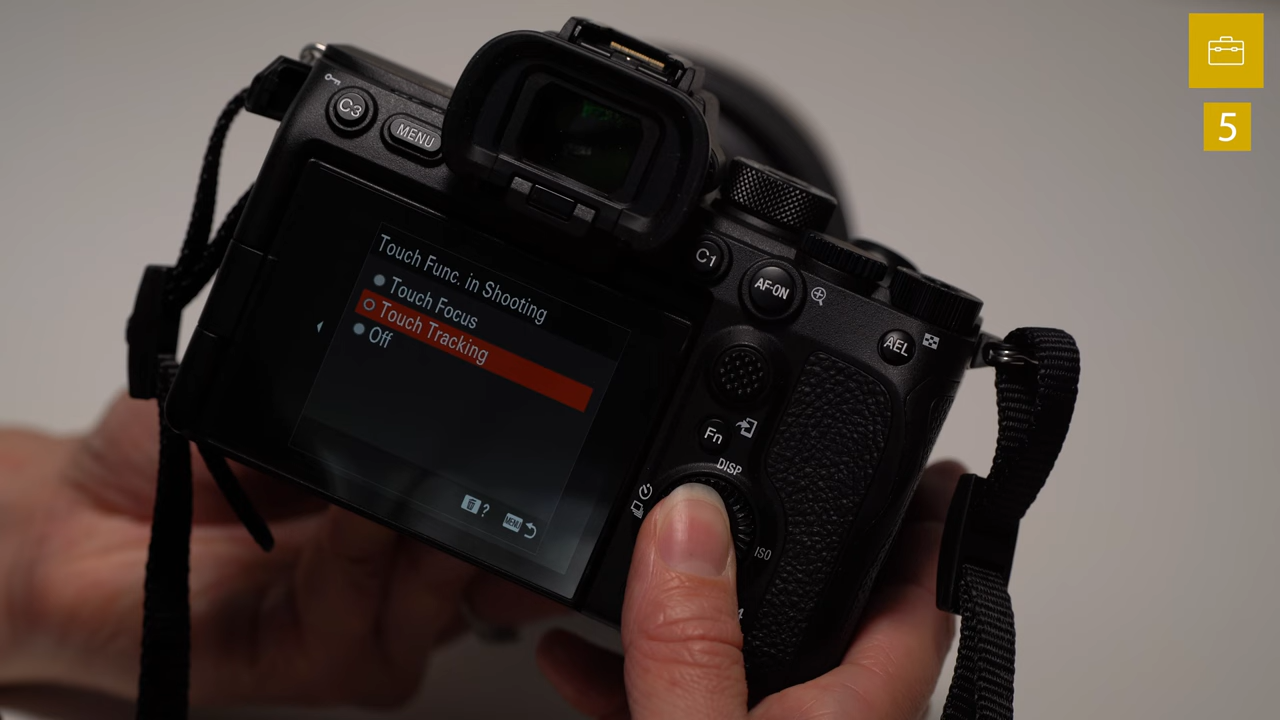 5
C3
MENU
C1
AF-ON
AEL
Touch Func. in Shooting
Touch Focus
Touch Tracking
Off
Fn
DISP
ISO
?
MENU